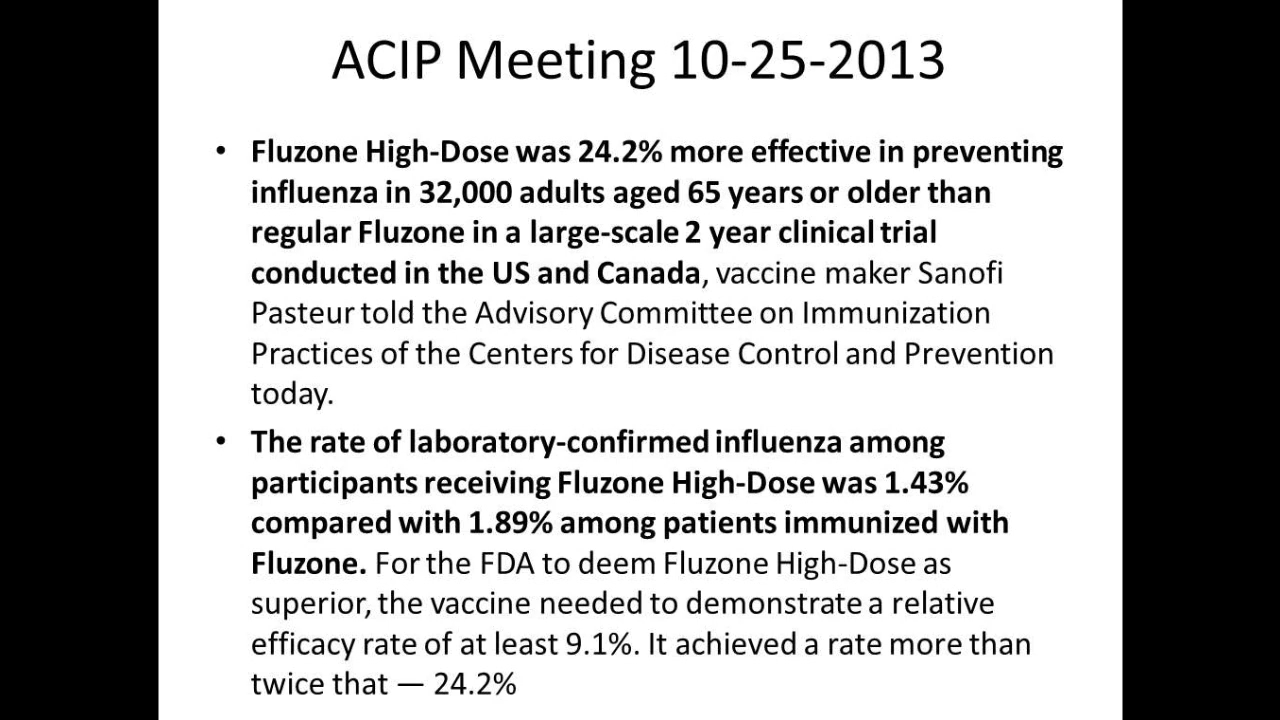 ACIP Meeting 10-25-2013
• Fluzone High-Dose was 24.2% more effective in preventing
influenza in 32,000 adults aged 65 years or older than
regular Fluzone in a large-scale 2 year clinical trial
conducted in the US and Canada, vaccine maker Sanofi
Pasteur told the Advisory Committee on Immunization
Practices of the Centers for Disease Control and Prevention
today.
• The rate of laboratory-confirmed influenza among
participants receiving Fluzone High-Dose was 1.43%
compared with 1.89% among patients immunized with
Fluzone. For the FDA to deem Fluzone High-Dose as
superior, the vaccine needed to demonstrate a relative
efficacy rate of at least 9.1%. It achieved a rate more than
twice that — 24.2%